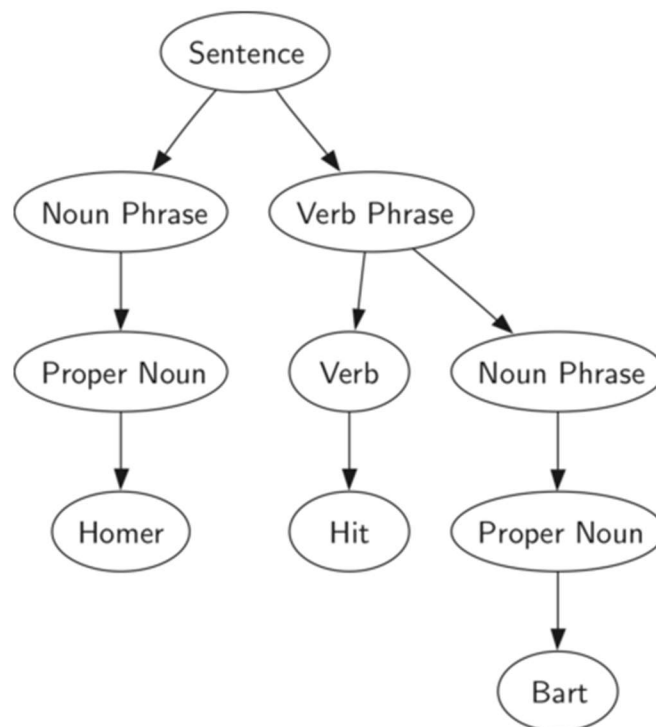 Sentence
Noun Phrase
Verb Phrase
Proper Noun
Verb
Noun Phrase
Homer
Hit
Proper Noun
Bart